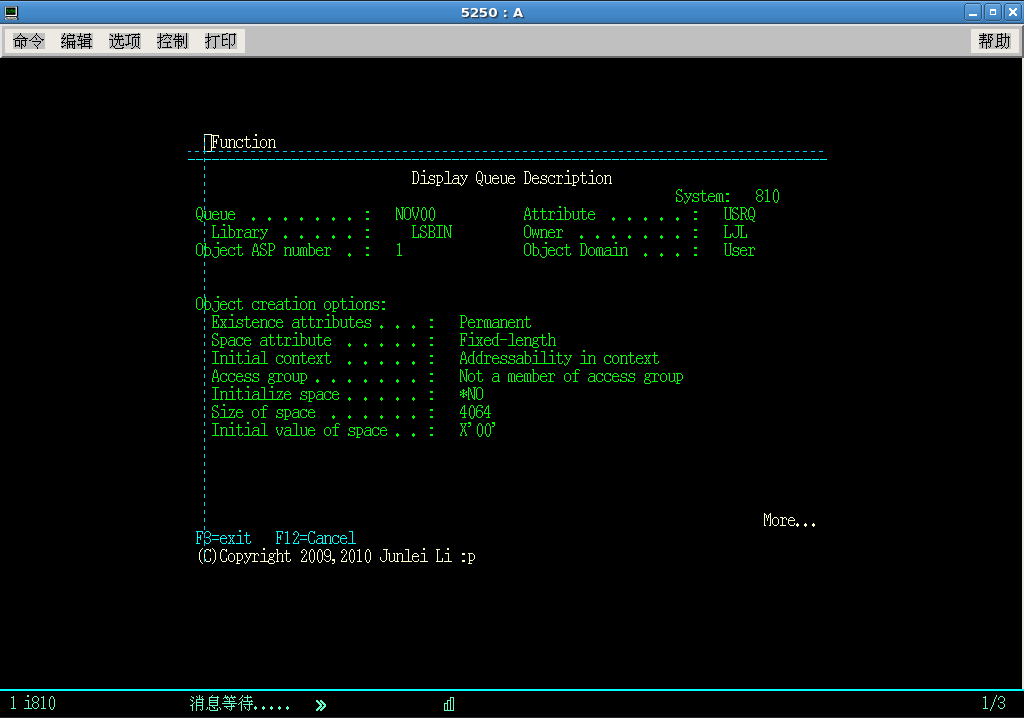 5250 : A
命令 编辑 选项 控制 打印 帮助
Function
Display Queue Description
System: 810
Queue . . . . . . . : NOV00 Attribute . . . . . : USRQ
Library . . . . . : LSBIN Owner . . . . . . . : LJL
Object ASP number . : 1 Object Domain . . . : User
Object creation options:
Existence attributes . . . : Permanent
Space attribute . . . . . : Fixed-length
Initial context . . . . . : Addressability in context
Access group . . . . . . . : Not a member of access group
Initialize space . . . . . : *NO
Size of space . . . . . . : 4064
Initial value of space . . : X'00'
More...
F3=exit F12=Cancel
(C)Copyright 2009,2010 Junlei Li :p
1 i810 消息等待..... » 1/3